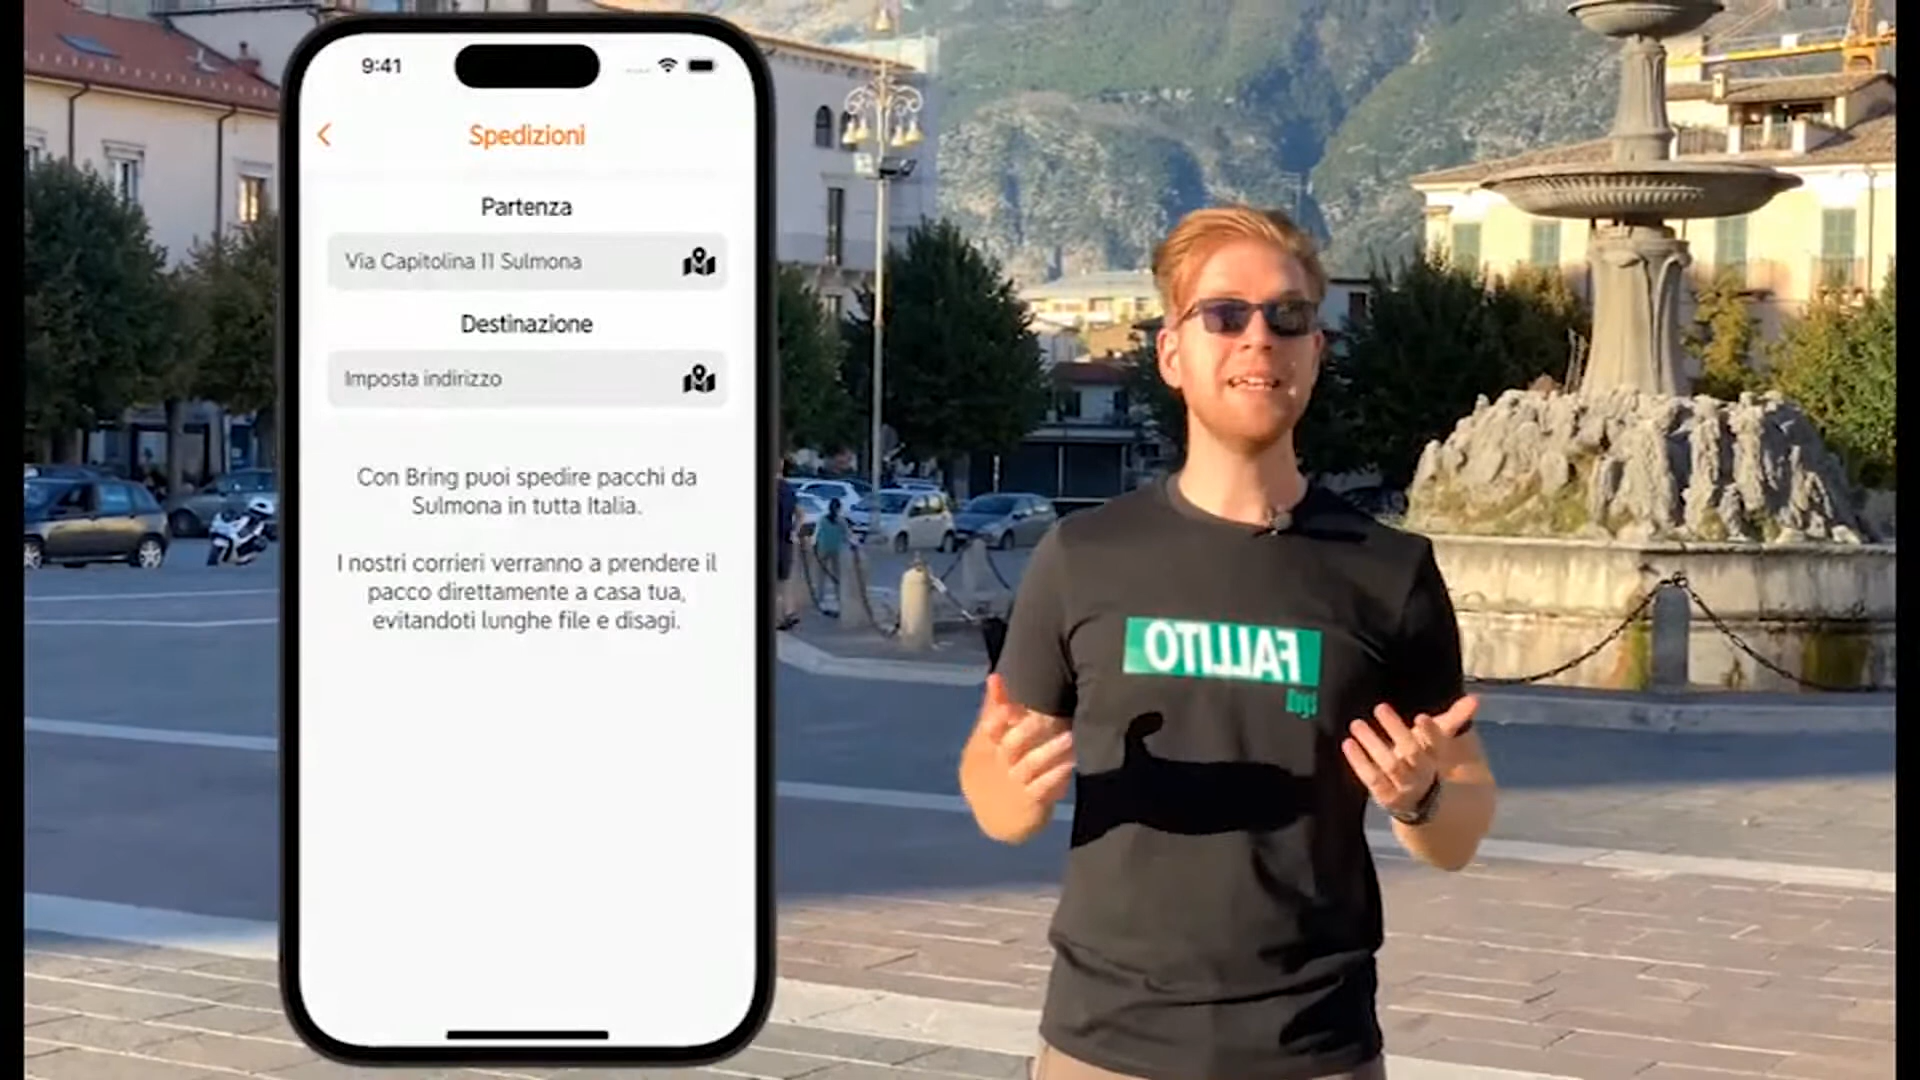 9:41
Spedizioni
Partenza
Via Capitolina 11 Sulmona
Destinazione
Imposta indirizzo
Con Bring puoi spedire pacchi da
Sulmona in tutta Italia.
I nostri corrieri verranno a prendere il
pacco direttamente a casa tua,
evitandoti lunghe file e disagi.
FALLITO